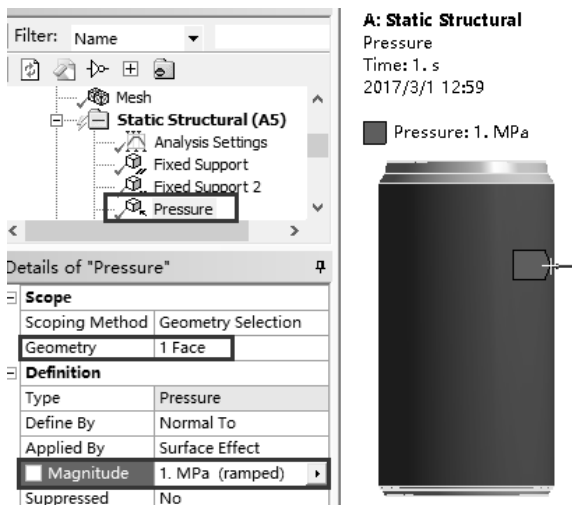 Filter: Name
Mesh
Static Structural (A5)
Analysis Settings
Fixed Support
Fixed Support 2
Pressure
Details of "Pressure"
Scope
Scoping Method Geometry Selection
Geometry 1 Face
Definition
Type Pressure
Define By Normal To
Applied By Surface Effect
Magnitude 1. MPa (ramped)
Suppressed No
A: Static Structural
Pressure
Time: 1. s
2017/3/1 12:59
Pressure: 1. MPa